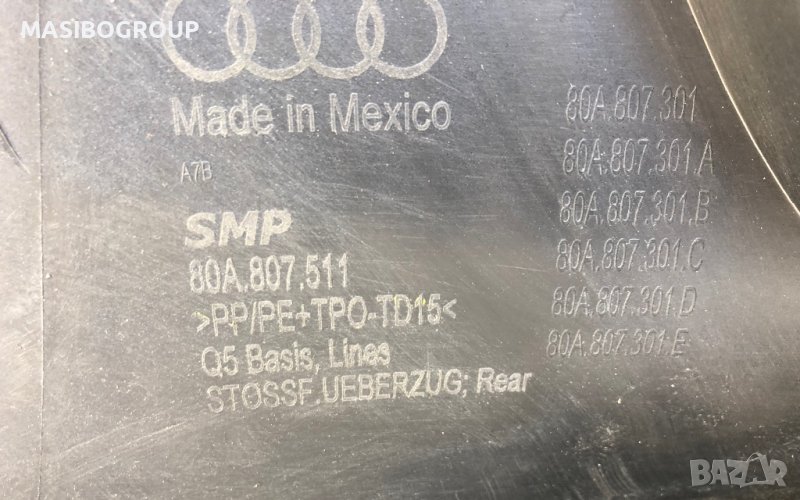 MASIBOGROUP
Made in Mexico
A7B
SMP
80A.807.511
>PP/PE+TPO-TD15<
Q5 Basis, Lines
STOSSF.UEBERZUG; Rear
80A.807.301
80A.807.301.A
80A.807.301.B
80A.807.301.C
80A.807.301.D
80A.807.301.E
BAZAR